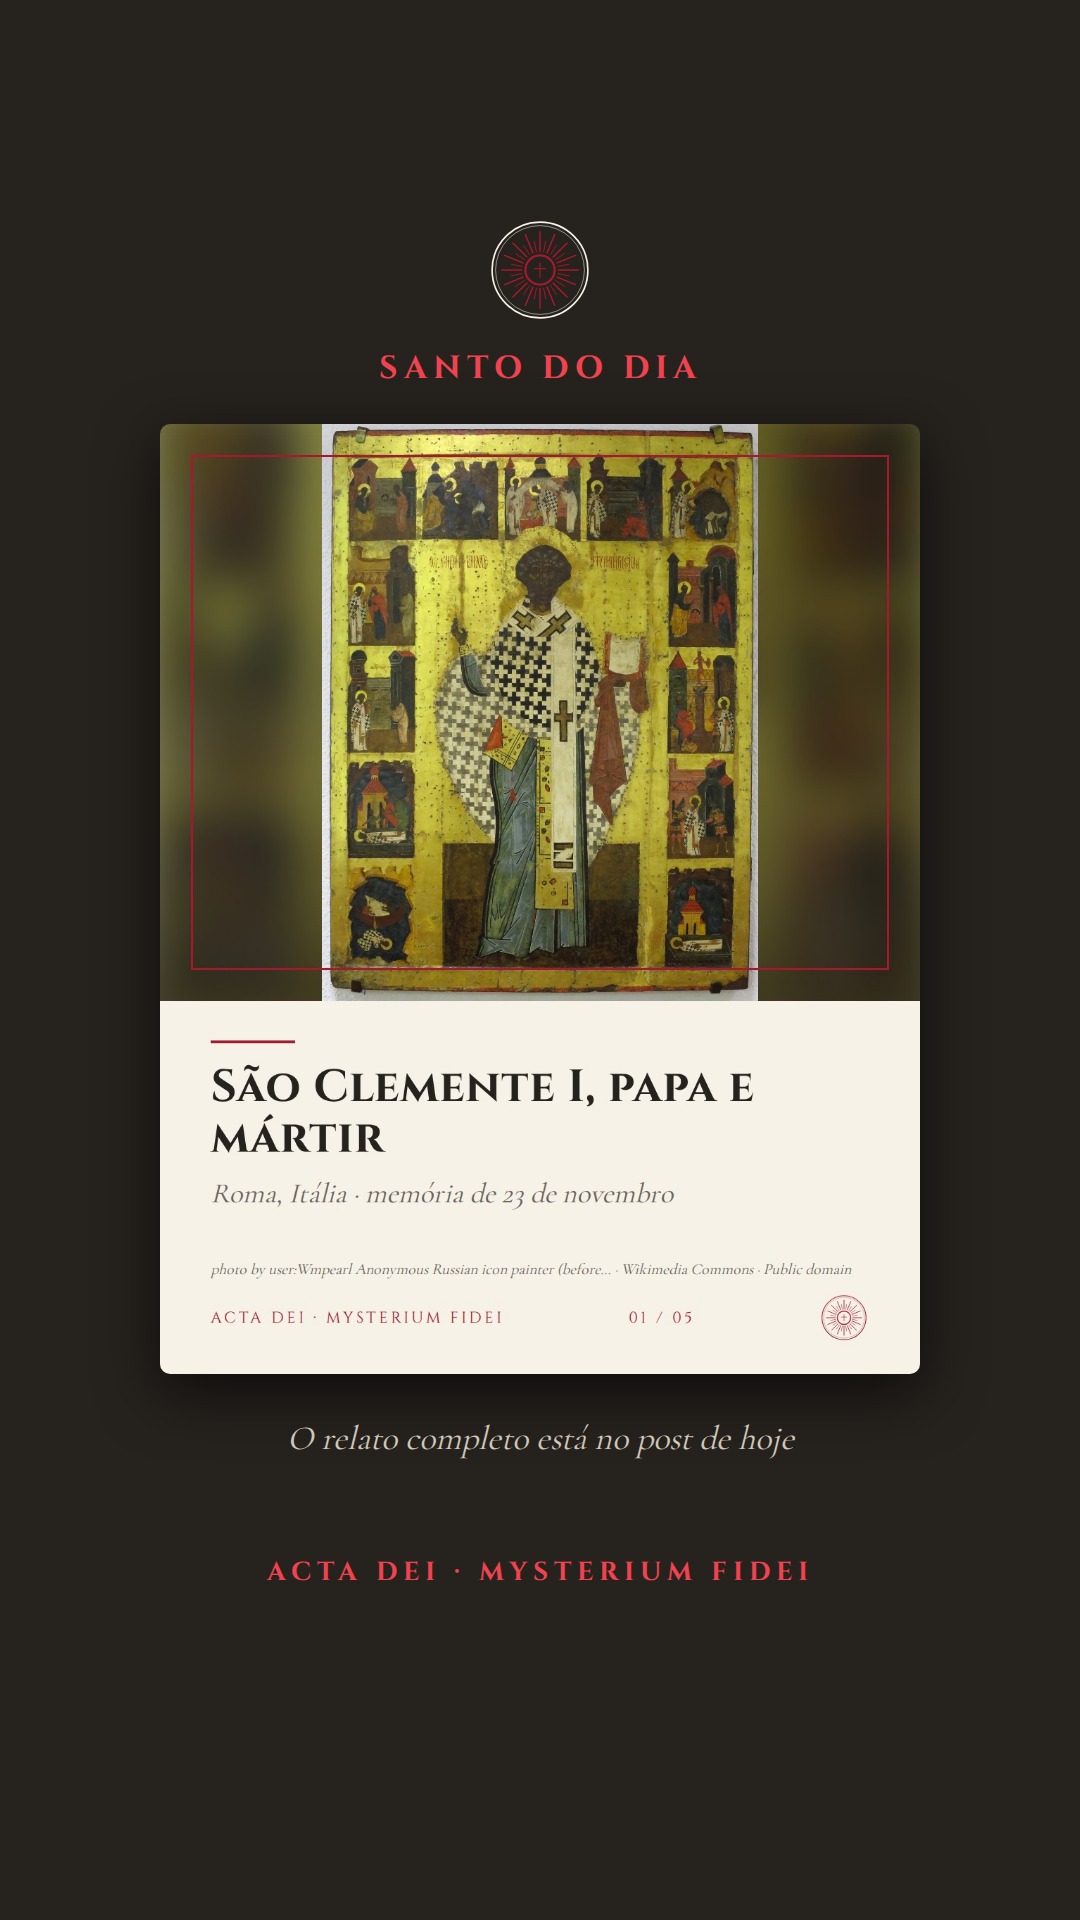 SANTO DO DIA
São Clemente I, papa e
mártir
Roma, Itália · memória de 23 de novembro
photo by user:Wmpearl Anonymous Russian icon painter (before... · Wikimedia Commons · Public domain
ACTA DEI · MYSTERIUM FIDEI
01 / 05
O relato completo está no post de hoje
ACTA DEI · MYSTERIUM FIDEI